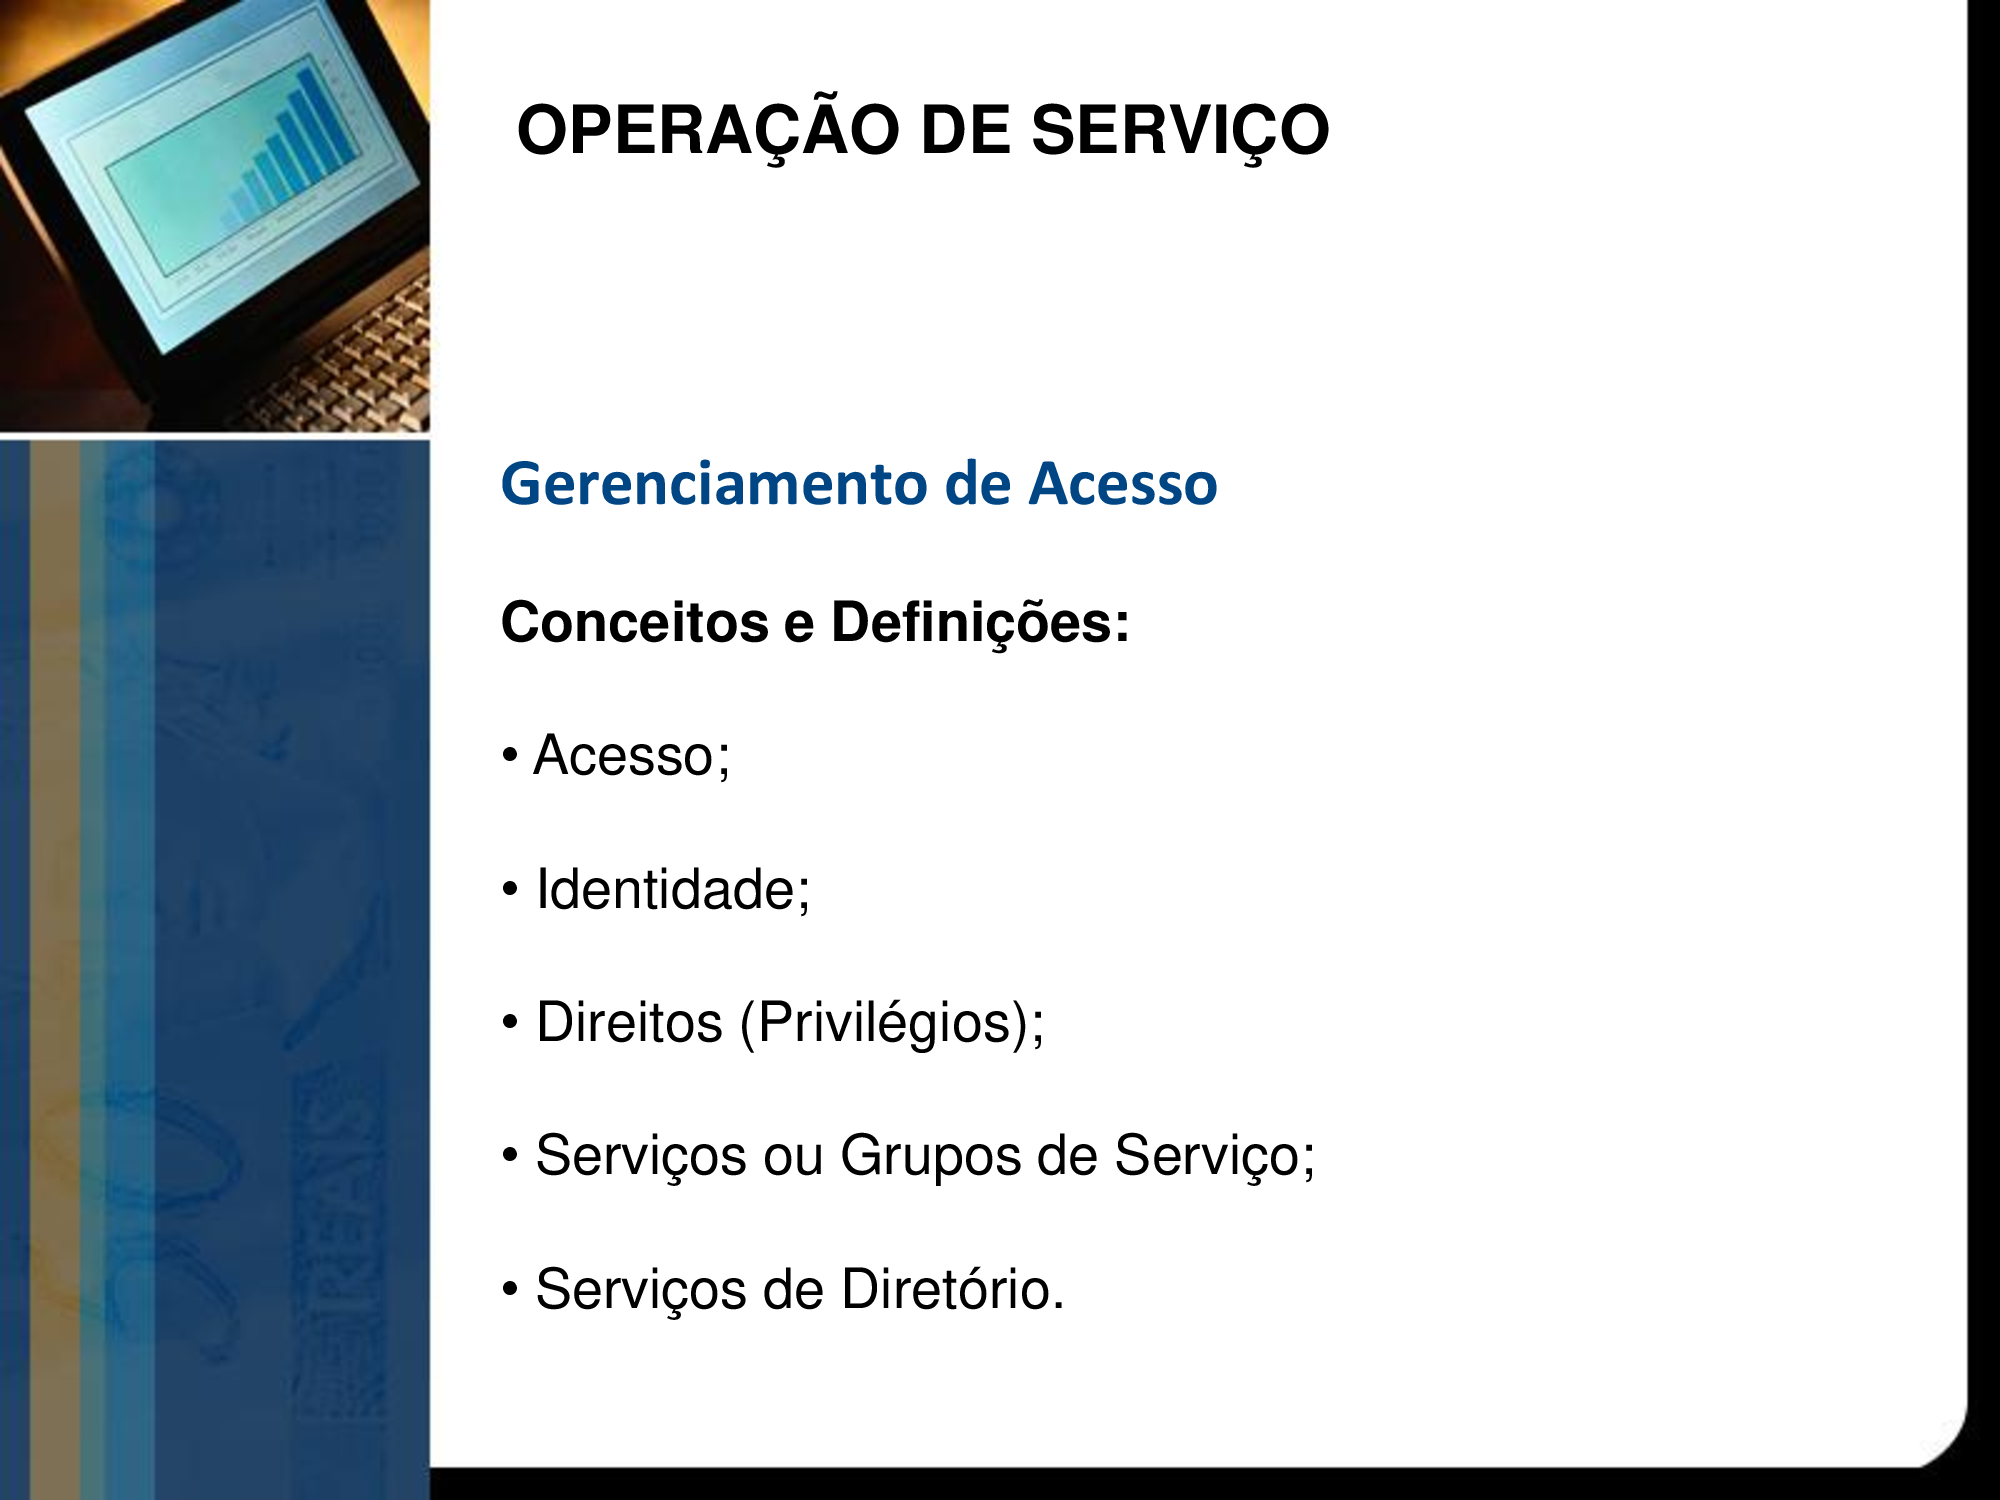 OPERAÇÃO DE SERVIÇO
Gerenciamento de Acesso
Conceitos e Definições:
• Acesso;
• Identidade;
• Direitos (Privilégios);
• Serviços ou Grupos de Serviço;
• Serviços de Diretório.
REAIS